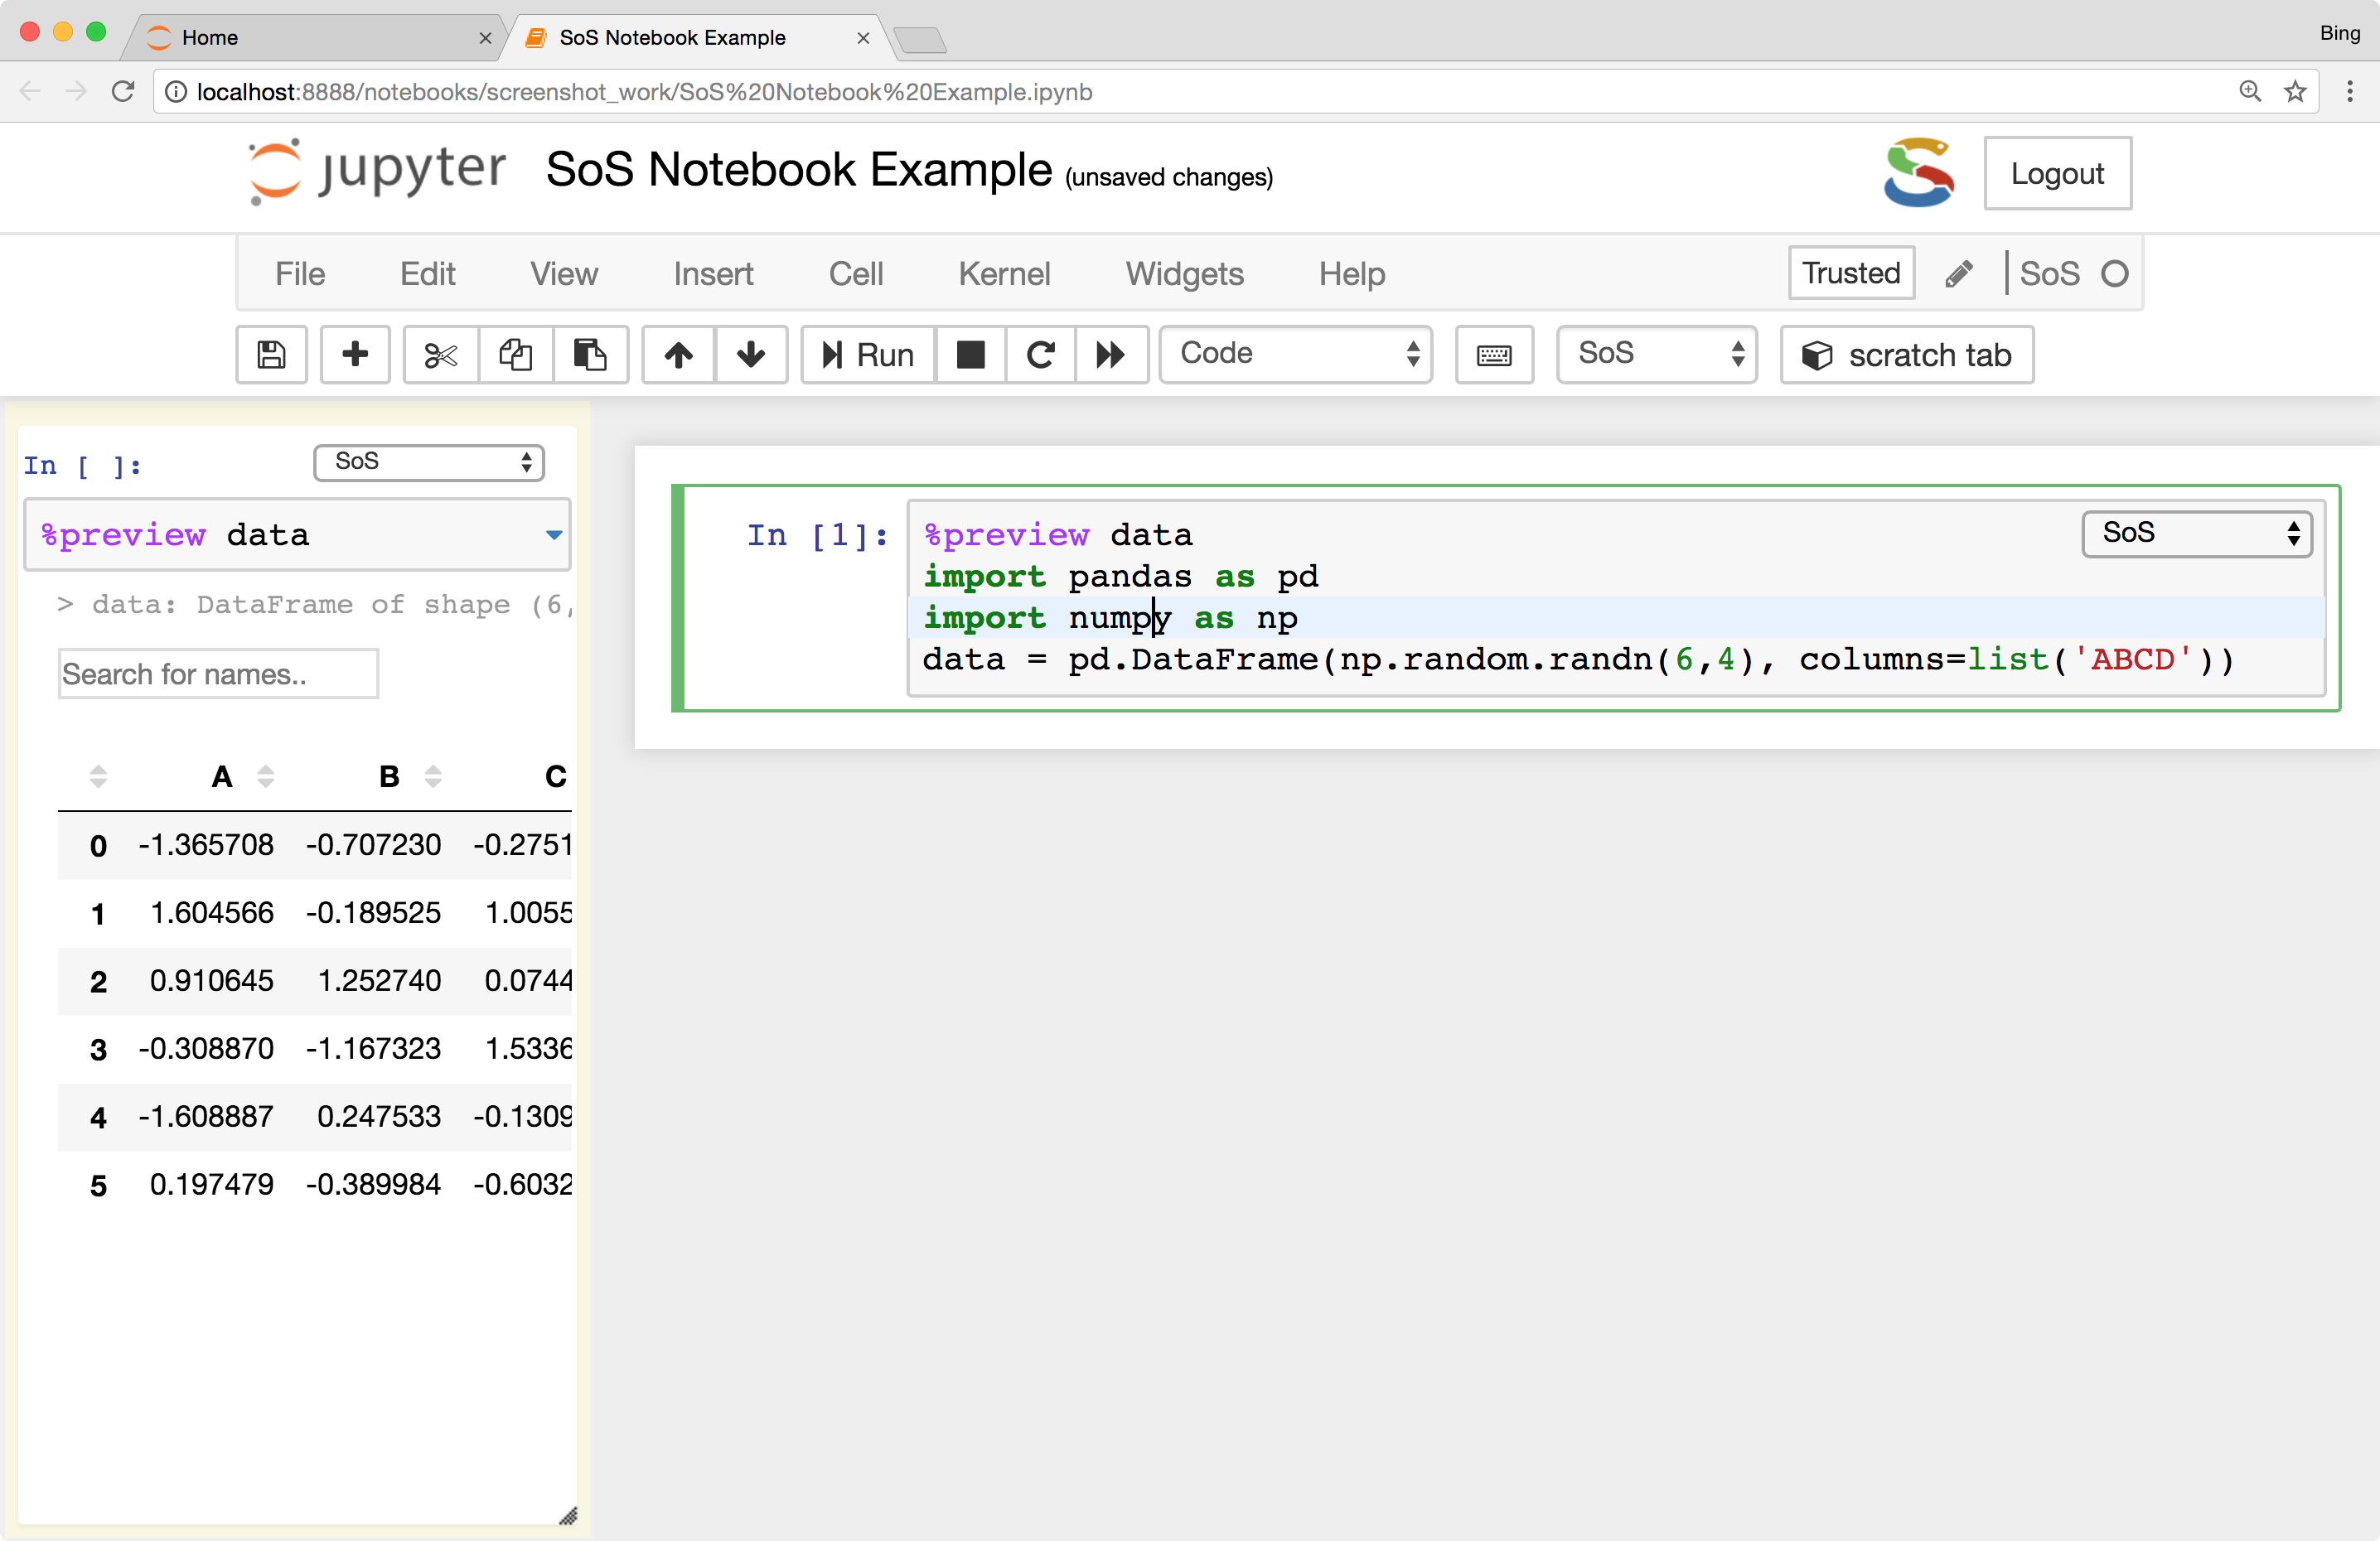 Home
SoS Notebook Example
Bing
localhost:8888/notebooks/screenshot_work/SoS%20Notebook%20Example.ipynb
jupyter SoS Notebook Example (unsaved changes)
Logout
File Edit View Insert Cell Kernel Widgets Help
Trusted
SoS
Run
Code
SoS
scratch tab
In [ ]:
SoS
%preview data
> data: DataFrame of shape (6,
Search for names..
A B C
0 -1.365708 -0.707230 -0.2751
1 1.604566 -0.189525 1.0055
2 0.910645 1.252740 0.0744
3 -0.308870 -1.167323 1.5336
4 -1.608887 0.247533 -0.1309
5 0.197479 -0.389984 -0.6032
In [1]:
%preview data
SoS
import pandas as pd
import numpy as np
data = pd.DataFrame(np.random.randn(6,4), columns=list('ABCD'))